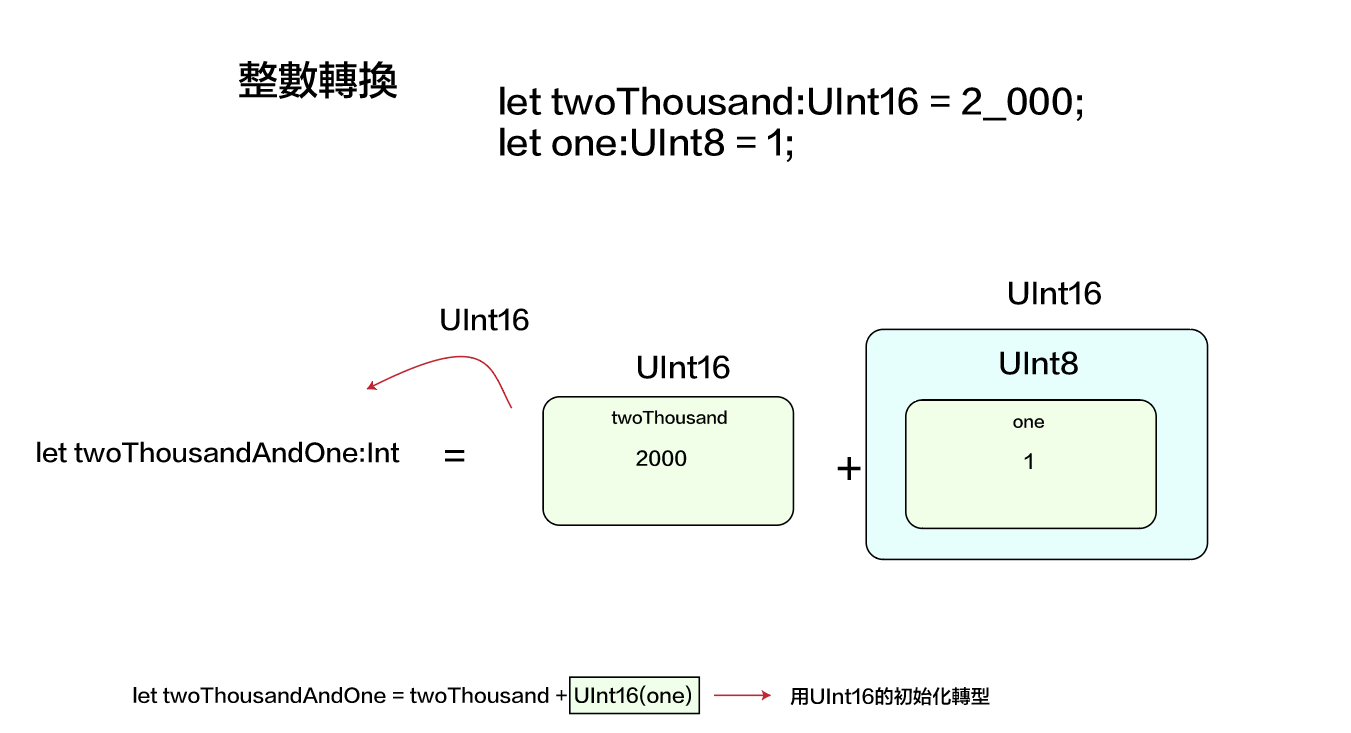 整數轉換
let twoThousand:UInt16 = 2_000;
let one:UInt8 = 1;
UInt16
UInt16
UInt16
UInt8
twoThousand
2000
one
1
let twoThousandAndOne:Int = +
let twoThousandAndOne = twoThousand + UInt16(one) 用UInt16的初始化轉型